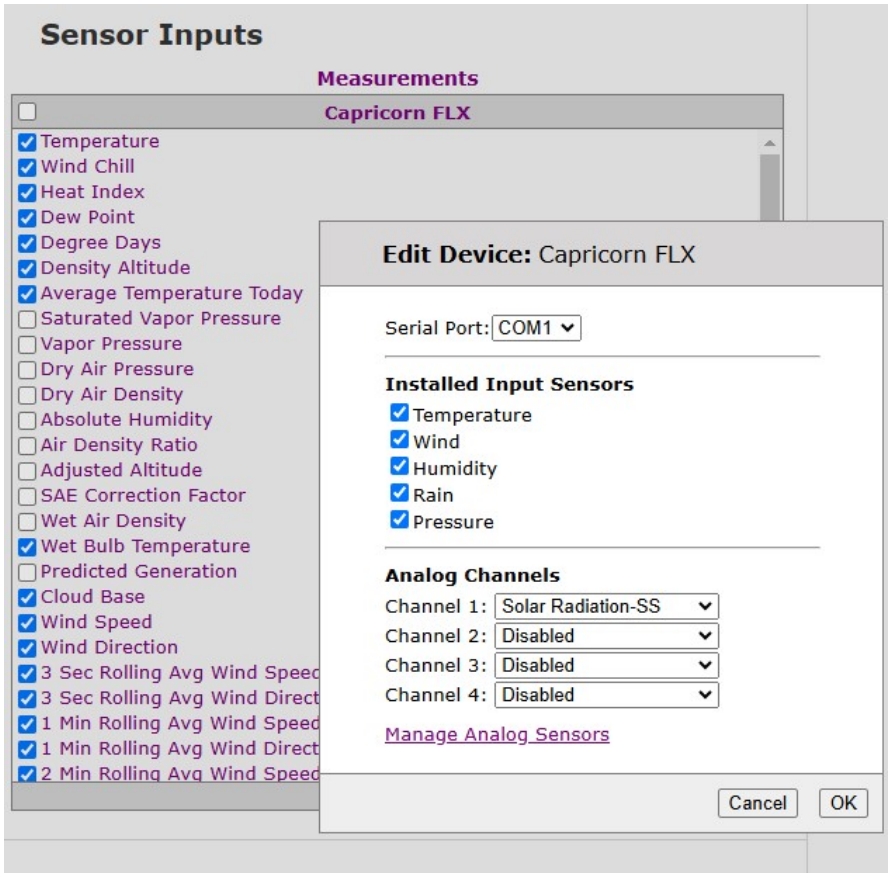 Sensor Inputs
Measurements
Capricorn FLX
Temperature
Wind Chill
Heat Index
Dew Point
Degree Days
Density Altitude
Average Temperature Today
Saturated Vapor Pressure
Vapor Pressure
Dry Air Pressure
Dry Air Density
Absolute Humidity
Air Density Ratio
Adjusted Altitude
SAE Correction Factor
Wet Air Density
Wet Bulb Temperature
Predicted Generation
Cloud Base
Wind Speed
Wind Direction
3 Sec Rolling Avg Wind Speed
3 Sec Rolling Avg Wind Direct
1 Min Rolling Avg Wind Speed
1 Min Rolling Avg Wind Direct
2 Min Rolling Avg Wind Speed
Edit Device: Capricorn FLX
Serial Port: COM1
Installed Input Sensors
Temperature
Wind
Humidity
Rain
Pressure
Analog Channels
Channel 1: Solar Radiation-SS
Channel 2: Disabled
Channel 3: Disabled
Channel 4: Disabled
Manage Analog Sensors
Cancel OK